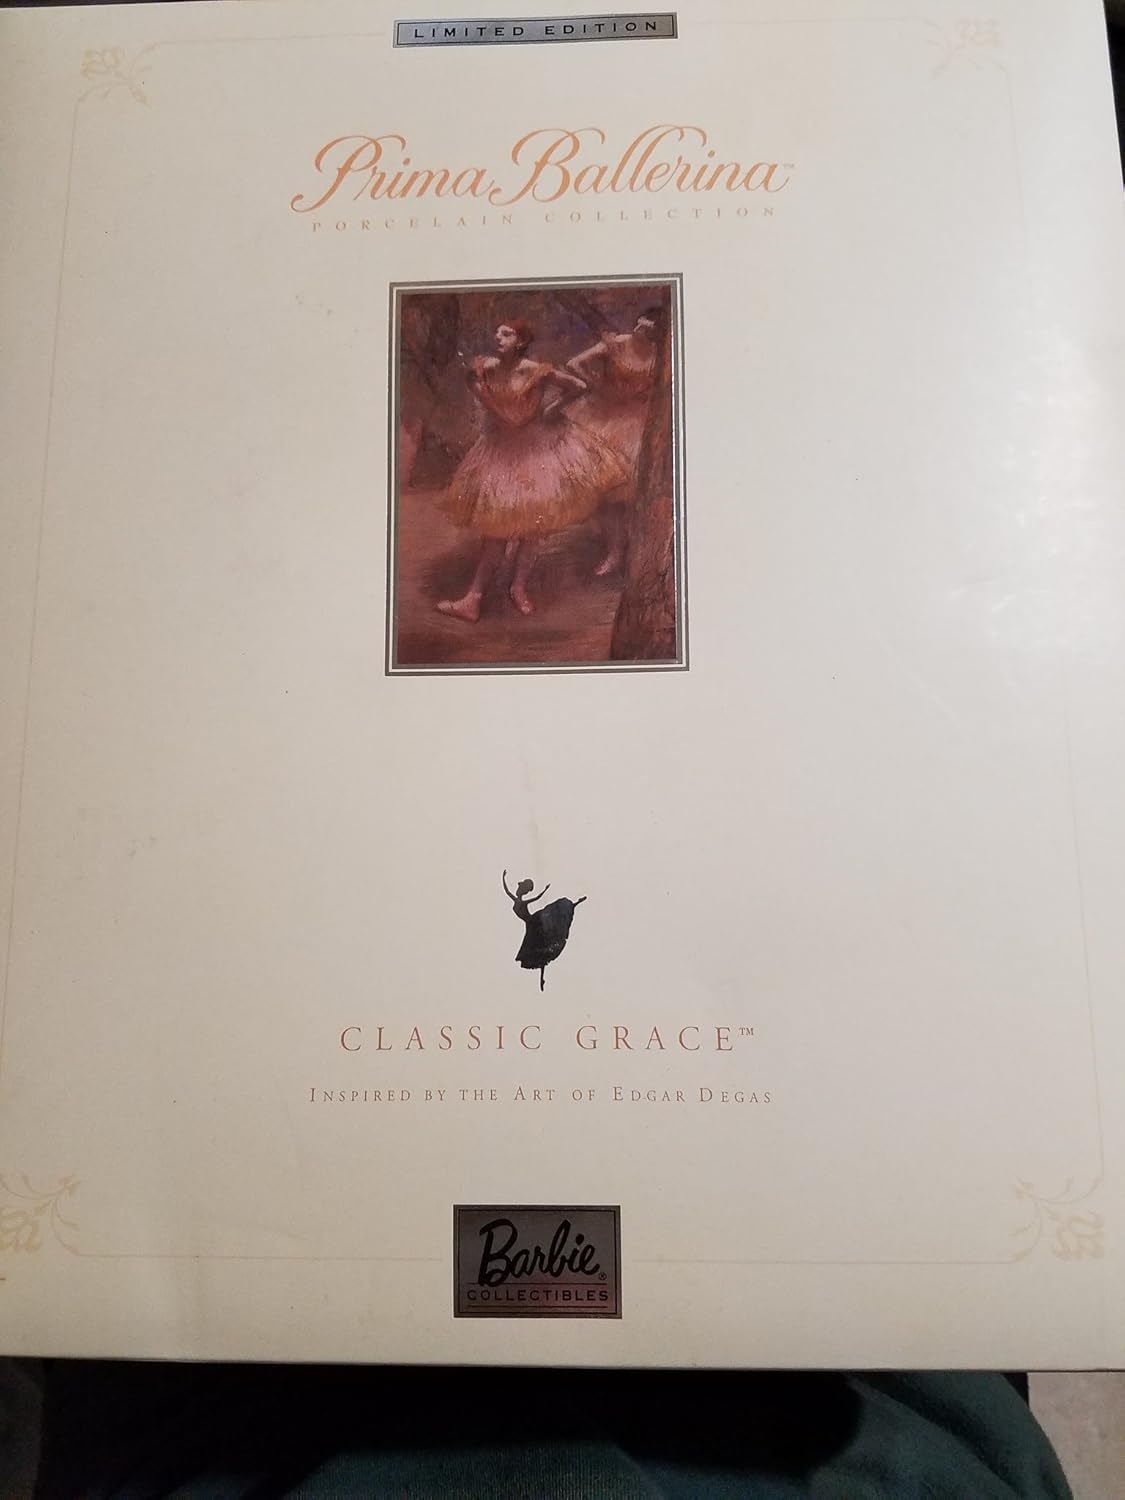 LIMITED EDITION
Prima Ballerina™
PORCELAIN COLLECTION
CLASSIC GRACE™
INSPIRED BY THE ART OF EDGAR DEGAS
Barbie®
COLLECTIBLES